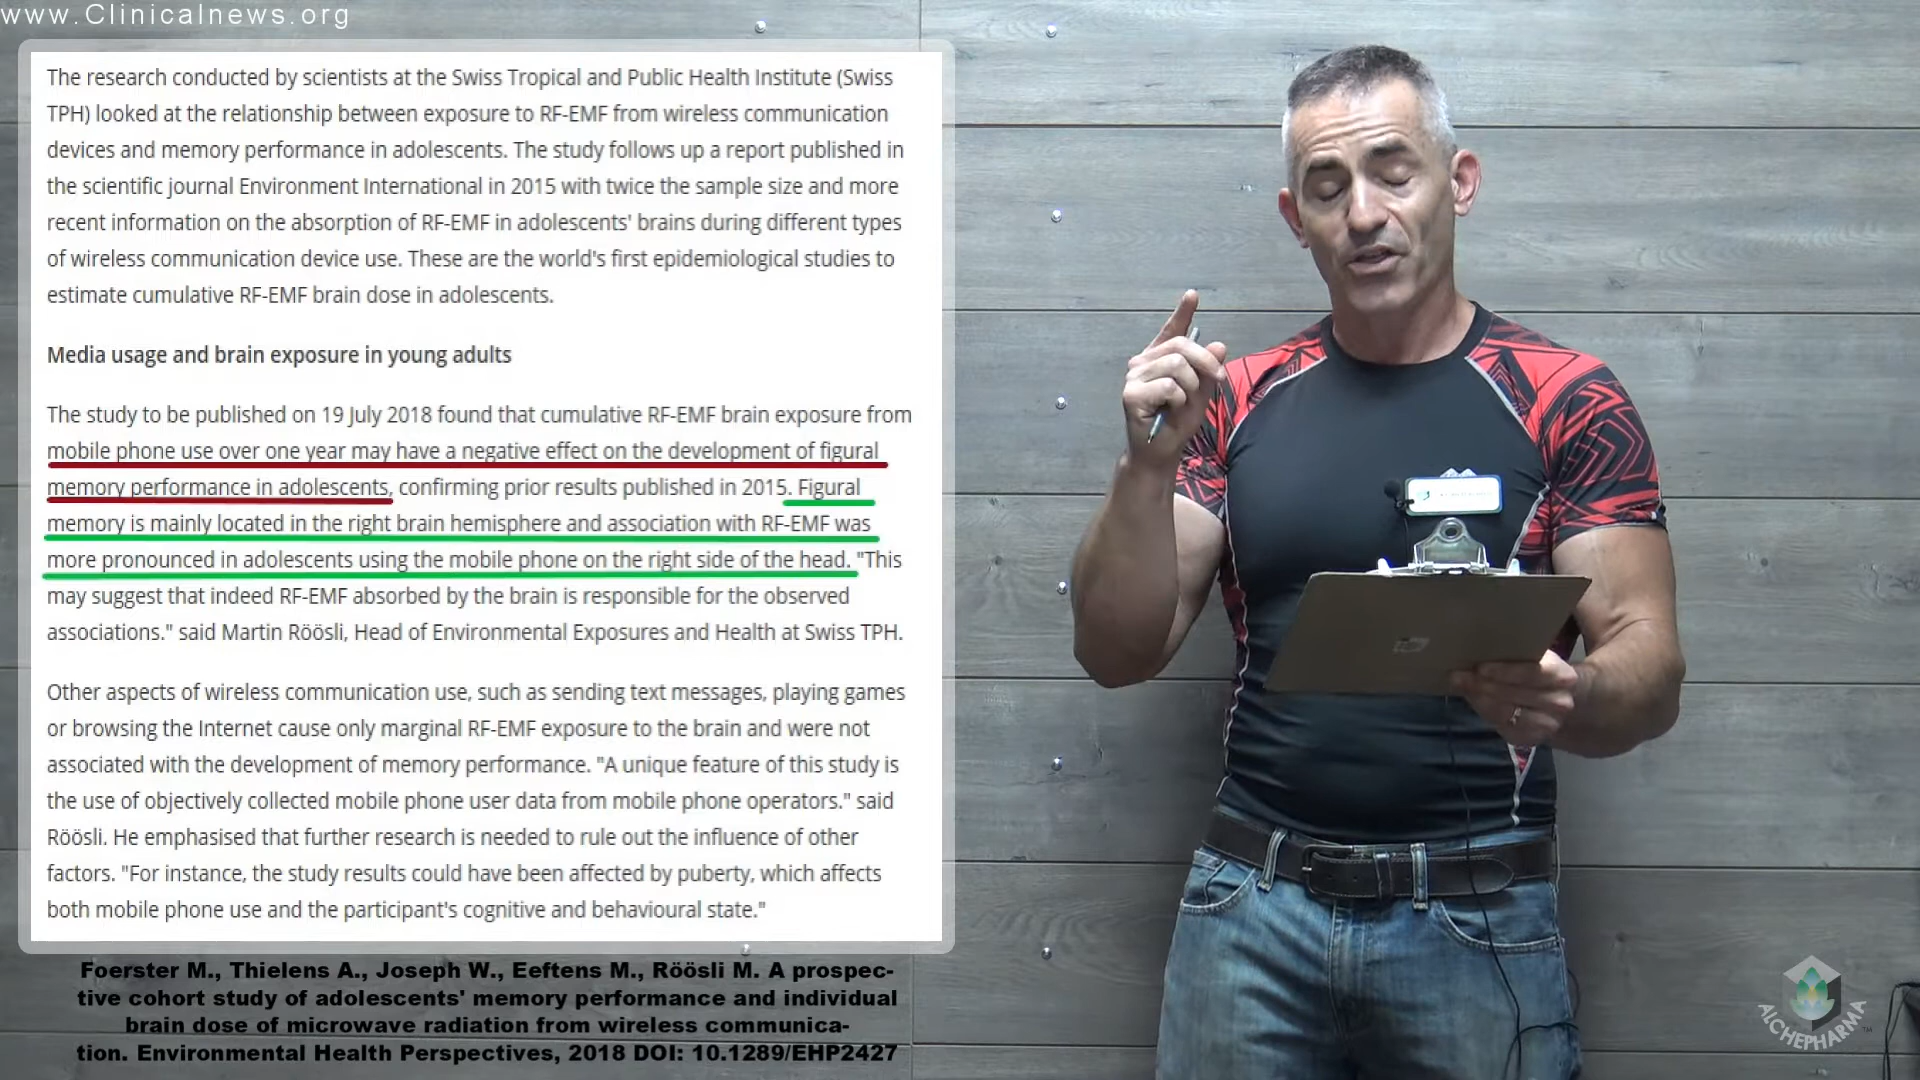 www.Clinicalnews.org
The research conducted by scientists at the Swiss Tropical and Public Health Institute (Swiss
TPH) looked at the relationship between exposure to RF-EMF from wireless communication
devices and memory performance in adolescents. The study follows up a report published in
the scientific journal Environment International in 2015 with twice the sample size and more
recent information on the absorption of RF-EMF in adolescents' brains during different types
of wireless communication device use. These are the world's first epidemiological studies to
estimate cumulative RF-EMF brain dose in adolescents.
Media usage and brain exposure in young adults
The study to be published on 19 July 2018 found that cumulative RF-EMF brain exposure from
mobile phone use over one year may have a negative effect on the development of figural
memory performance in adolescents, confirming prior results published in 2015. Figural
memory is mainly located in the right brain hemisphere and association with RF-EMF was
more pronounced in adolescents using the mobile phone on the right side of the head. "This
may suggest that indeed RF-EMF absorbed by the brain is responsible for the observed
associations." said Martin Röösli, Head of Environmental Exposures and Health at Swiss TPH.
Other aspects of wireless communication use, such as sending text messages, playing games
or browsing the Internet cause only marginal RF-EMF exposure to the brain and were not
associated with the development of memory performance. "A unique feature of this study is
the use of objectively collected mobile phone user data from mobile phone operators." said
Röösli. He emphasised that further research is needed to rule out the influence of other
factors. "For instance, the study results could have been affected by puberty, which affects
both mobile phone use and the participant's cognitive and behavioural state."
Foerster M., Thielens A., Joseph W., Eeftens M., Röösli M. A prospec-
tive cohort study of adolescents' memory performance and individual
brain dose of microwave radiation from wireless communica-
tion. Environmental Health Perspectives, 2018 DOI: 10.1289/EHP2427
ALCHEPHARMA™